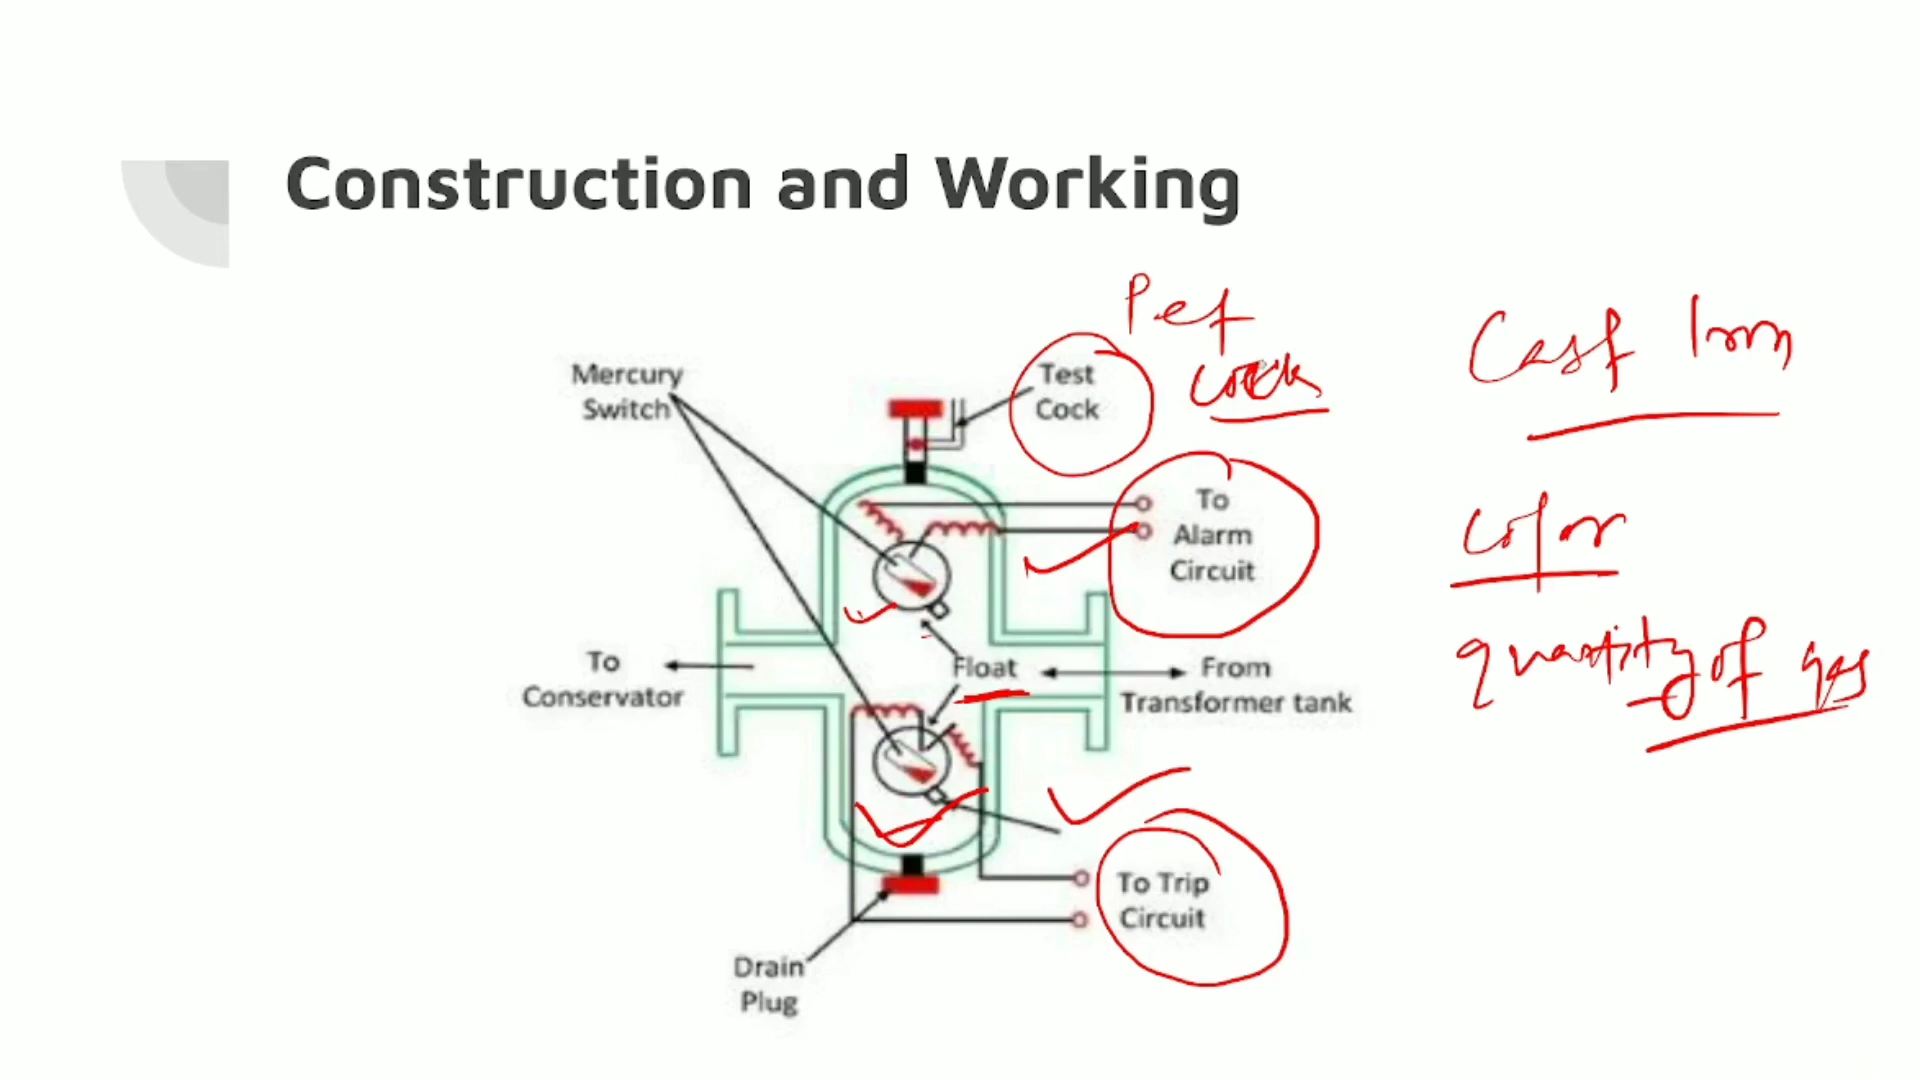 Construction and Working
Pet
Cock
Cast Iron
Mercury
Switch
Test
Cock
To
Alarm
Circuit
Color
quantity of gas
To
Conservator
Float
From
Transformer tank
To Trip
Circuit
Drain
Plug